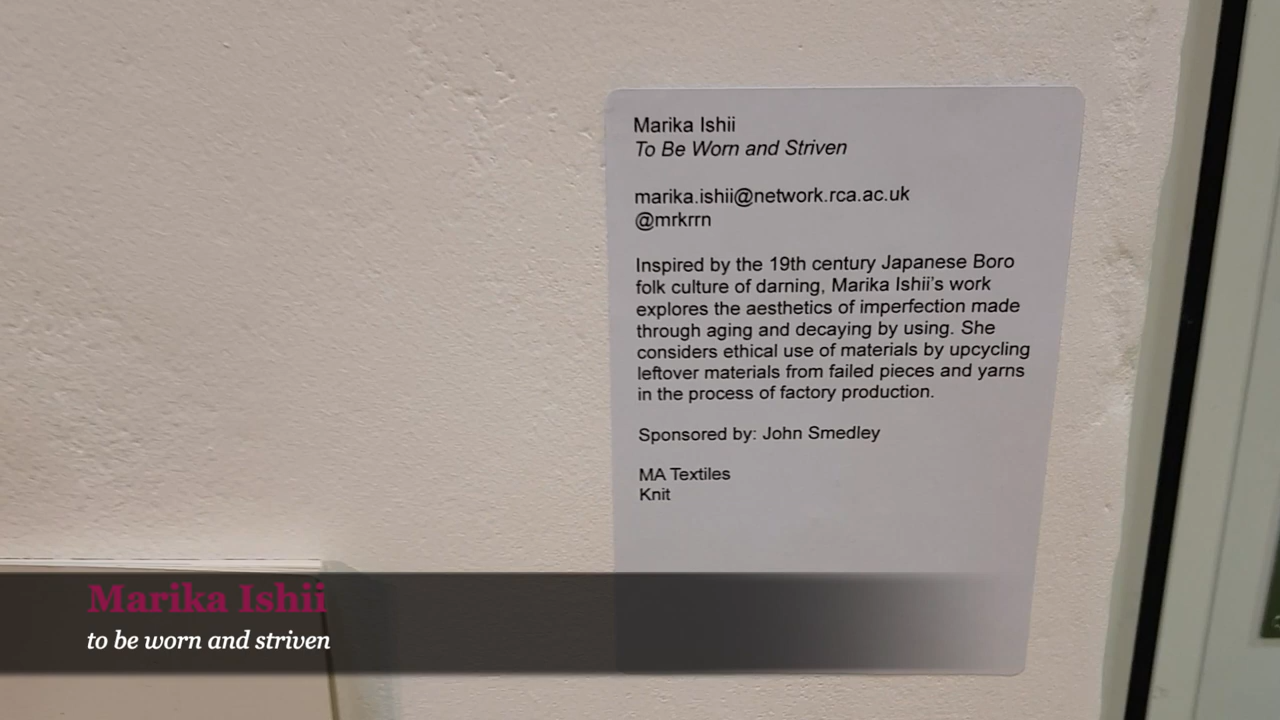 Marika Ishii
To Be Worn and Striven
marika.ishii@network.rca.ac.uk
@mrkrrn
Inspired by the 19th century Japanese Boro
folk culture of darning, Marika Ishii's work
explores the aesthetics of imperfection made
through aging and decaying by using. She
considers ethical use of materials by upcycling
leftover materials from failed pieces and yarns
in the process of factory production.
Sponsored by: John Smedley
MA Textiles
Knit
Marika Ishii
to be worn and striven